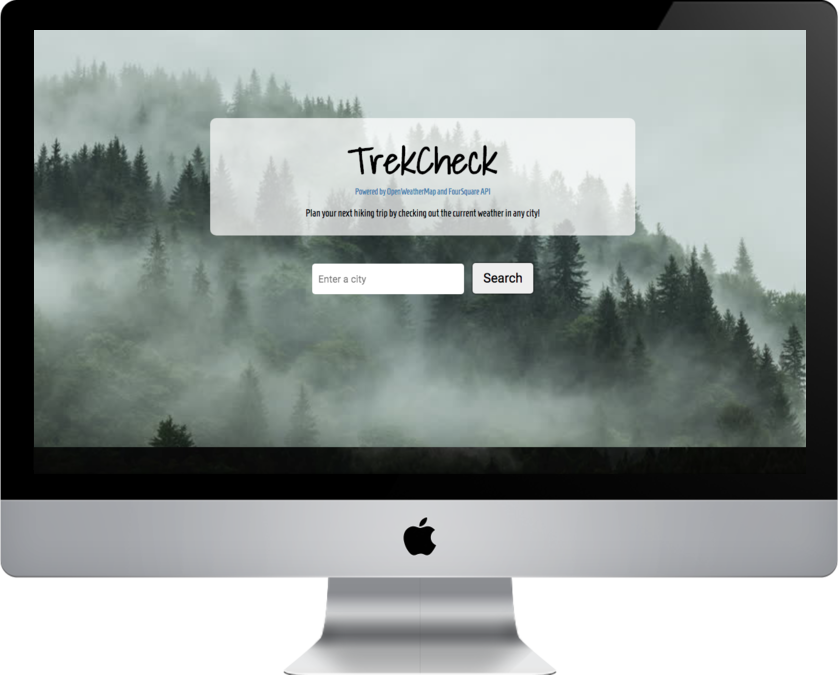 TrekCheck
Powered by OpenWeatherMap and FourSquare API
Plan your next hiking trip by checking out the current weather in any city!
Enter a city
Search